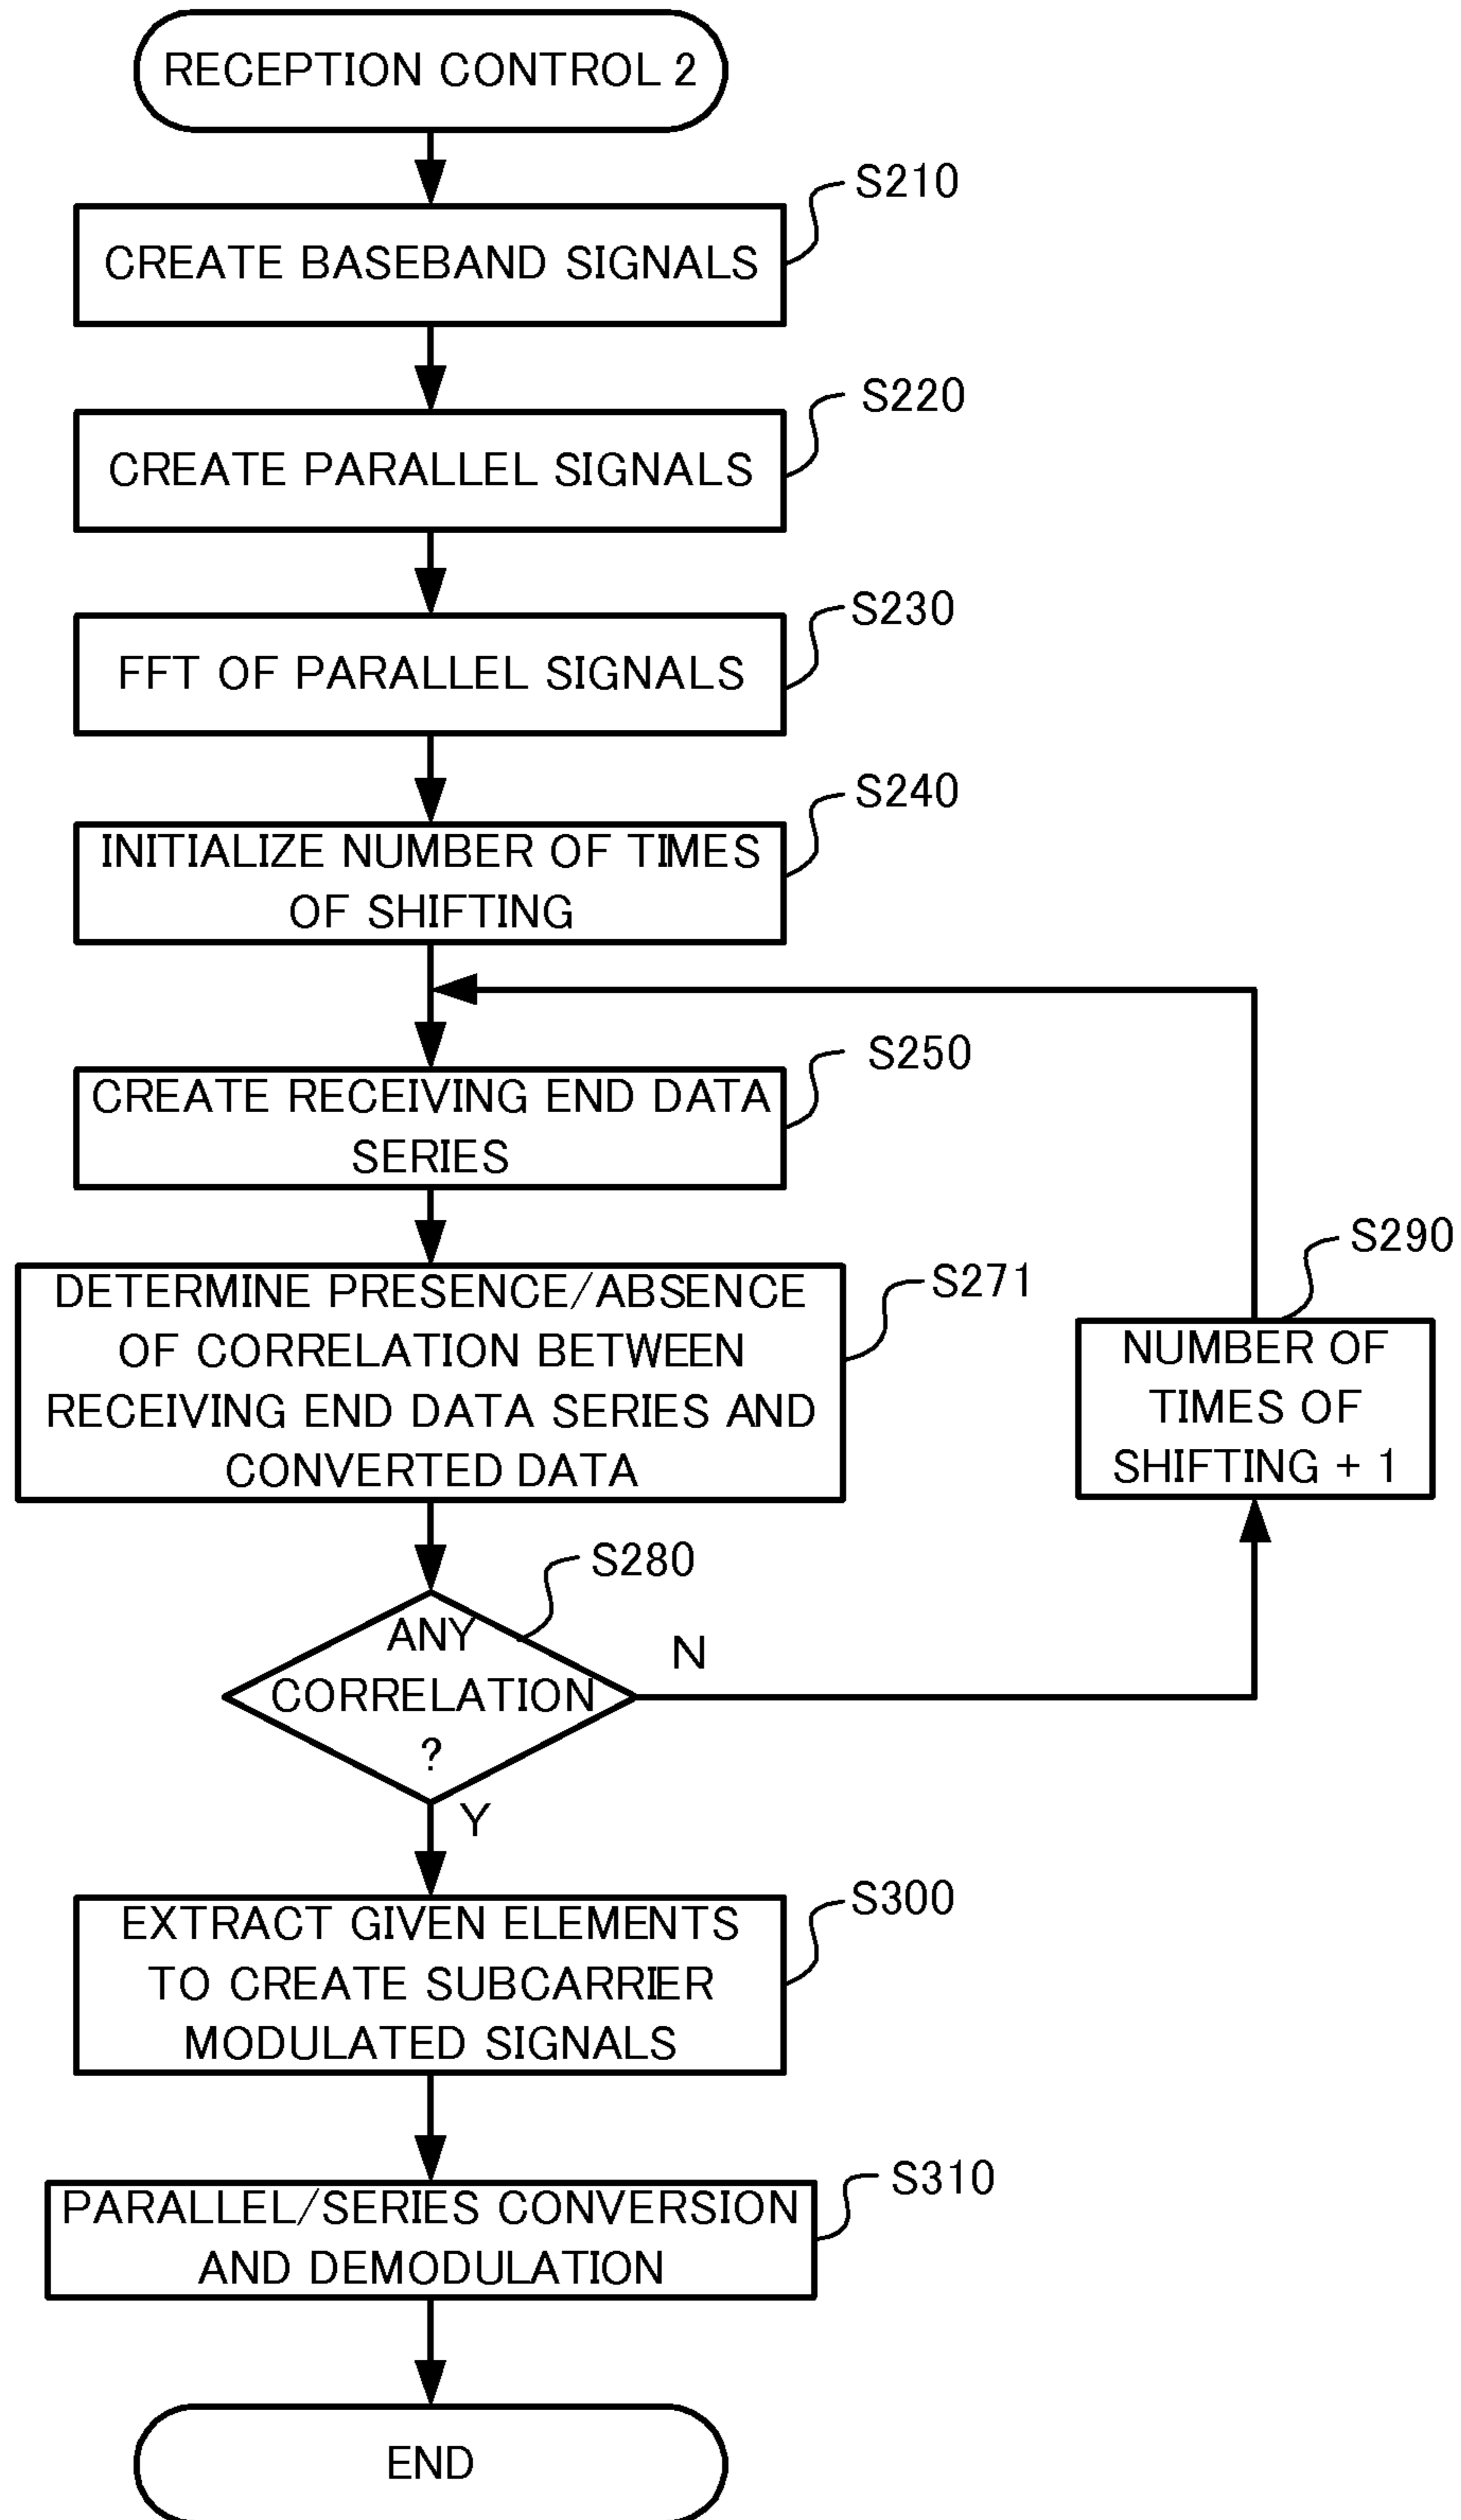 RECEPTION CONTROL 2
S210
CREATE BASEBAND SIGNALS
S220
CREATE PARALLEL SIGNALS
S230
FFT OF PARALLEL SIGNALS
S240
INITIALIZE NUMBER OF TIMES
OF SHIFTING
S250
CREATE RECEIVING END DATA
SERIES
S271
DETERMINE PRESENCE/ABSENCE
OF CORRELATION BETWEEN
RECEIVING END DATA SERIES AND
CONVERTED DATA
S290
NUMBER OF
TIMES OF
SHIFTING + 1
S280
ANY
CORRELATION
?
N
Y
S300
EXTRACT GIVEN ELEMENTS
TO CREATE SUBCARRIER
MODULATED SIGNALS
S310
PARALLEL/SERIES CONVERSION
AND DEMODULATION
END